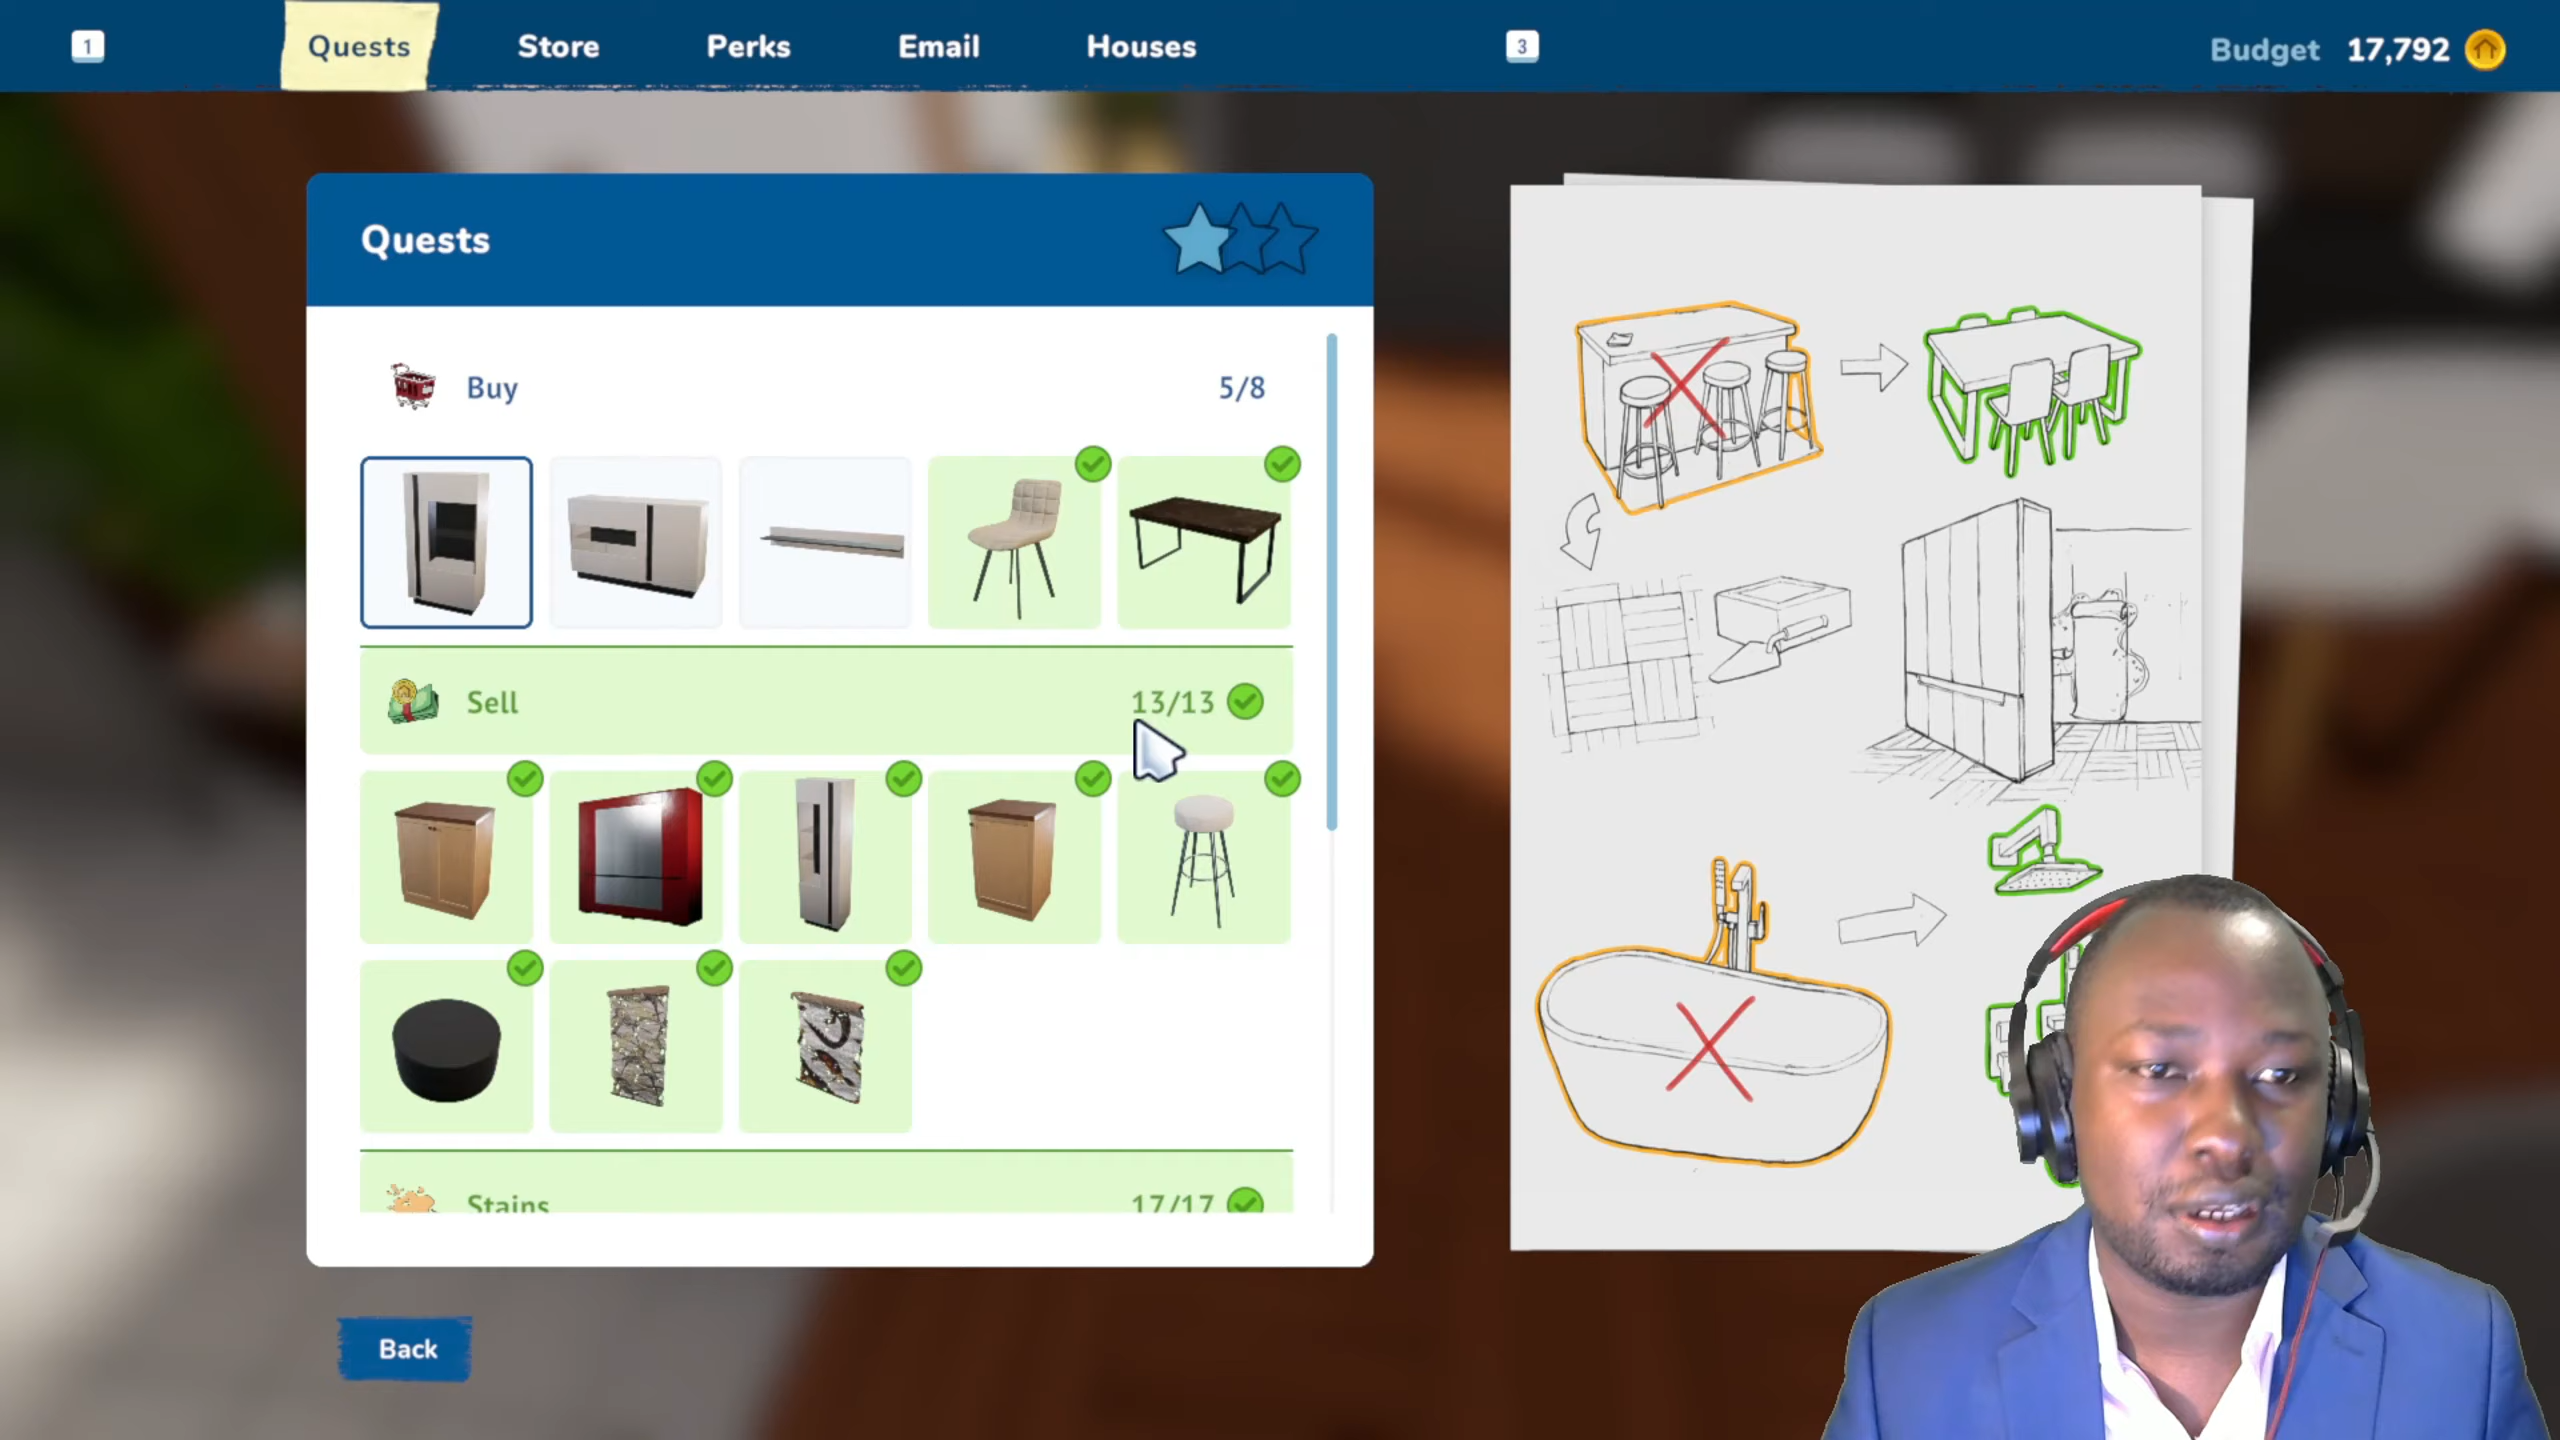 1 Quests Store Perks Email Houses 3 Budget 17,792
Quests
Buy 5/8
Sell 13/13
Stains 17/17
Back